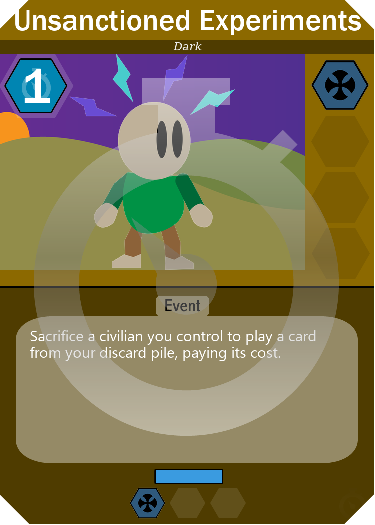 Unsanctioned Experiments
Dark
1
Event
Sacrifice a civilian you control to play a card
from your discard pile, paying its cost.